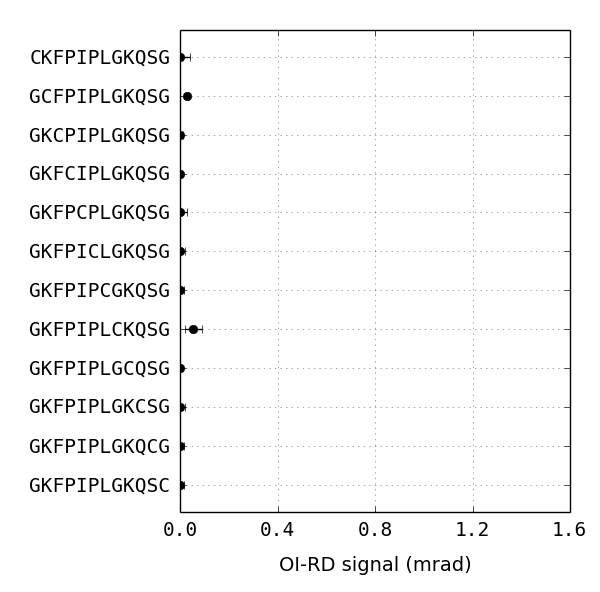 CKFPIPLGKQSG
GCFPIPLGKQSG
GKCPIPLGKQSG
GKFCIPLGKQSG
GKFPCPLGKQSG
GKFPICLGKQSG
GKFPIPCGKQSG
GKFPIPLCKQSG
GKFPIPLGCQSG
GKFPIPLGKCSG
GKFPIPLGKQCG
GKFPIPLGKQSC
0.0 0.4 0.8 1.2 1.6
OI-RD signal (mrad)